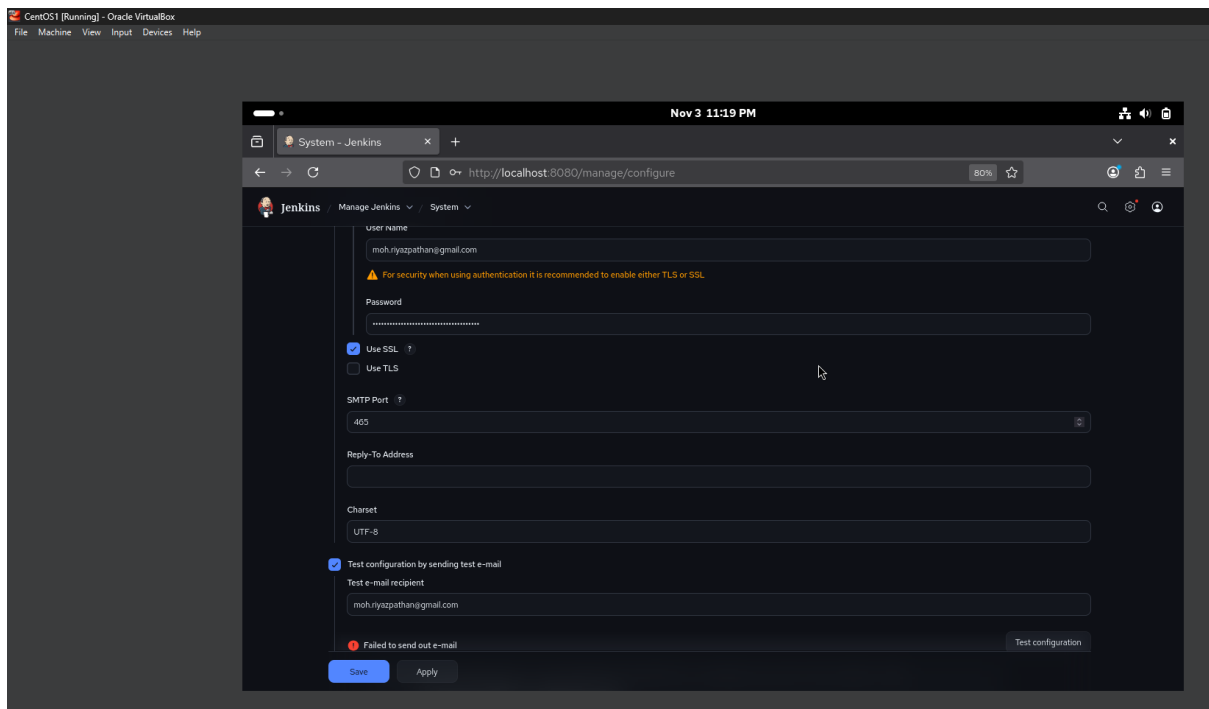 CentOS1 [Running] - Oracle VirtualBox
File Machine View Input Devices Help
Nov 3 11:19 PM
System - Jenkins
http://localhost:8080/manage/configure 80%
Jenkins / Manage Jenkins / System
User Name
moh.riyazpathan@gmail.com
For security when using authentication it is recommended to enable either TLS or SSL
Password
Use SSL ?
Use TLS
SMTP Port ?
465
Reply-To Address
Charset
UTF-8
Test configuration by sending test e-mail
Test e-mail recipient
moh.riyazpathan@gmail.com
Failed to send out e-mail
Test configuration
Save Apply